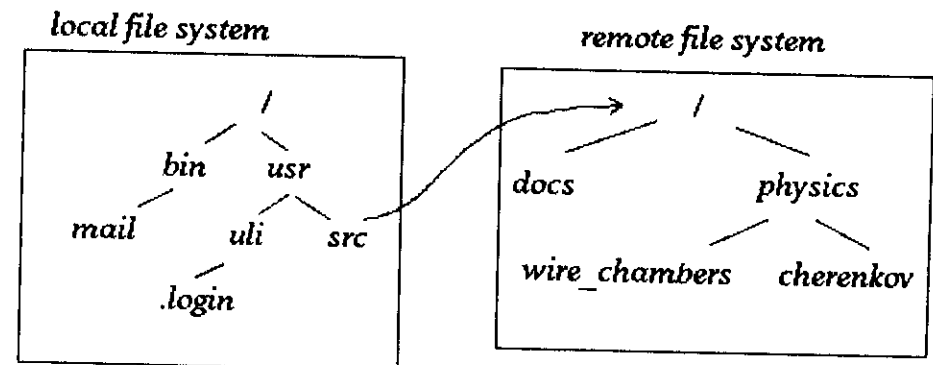 local file system
remote file system
/
bin usr
mail uli src
.login
/
docs physics
wire_chambers cherenkov